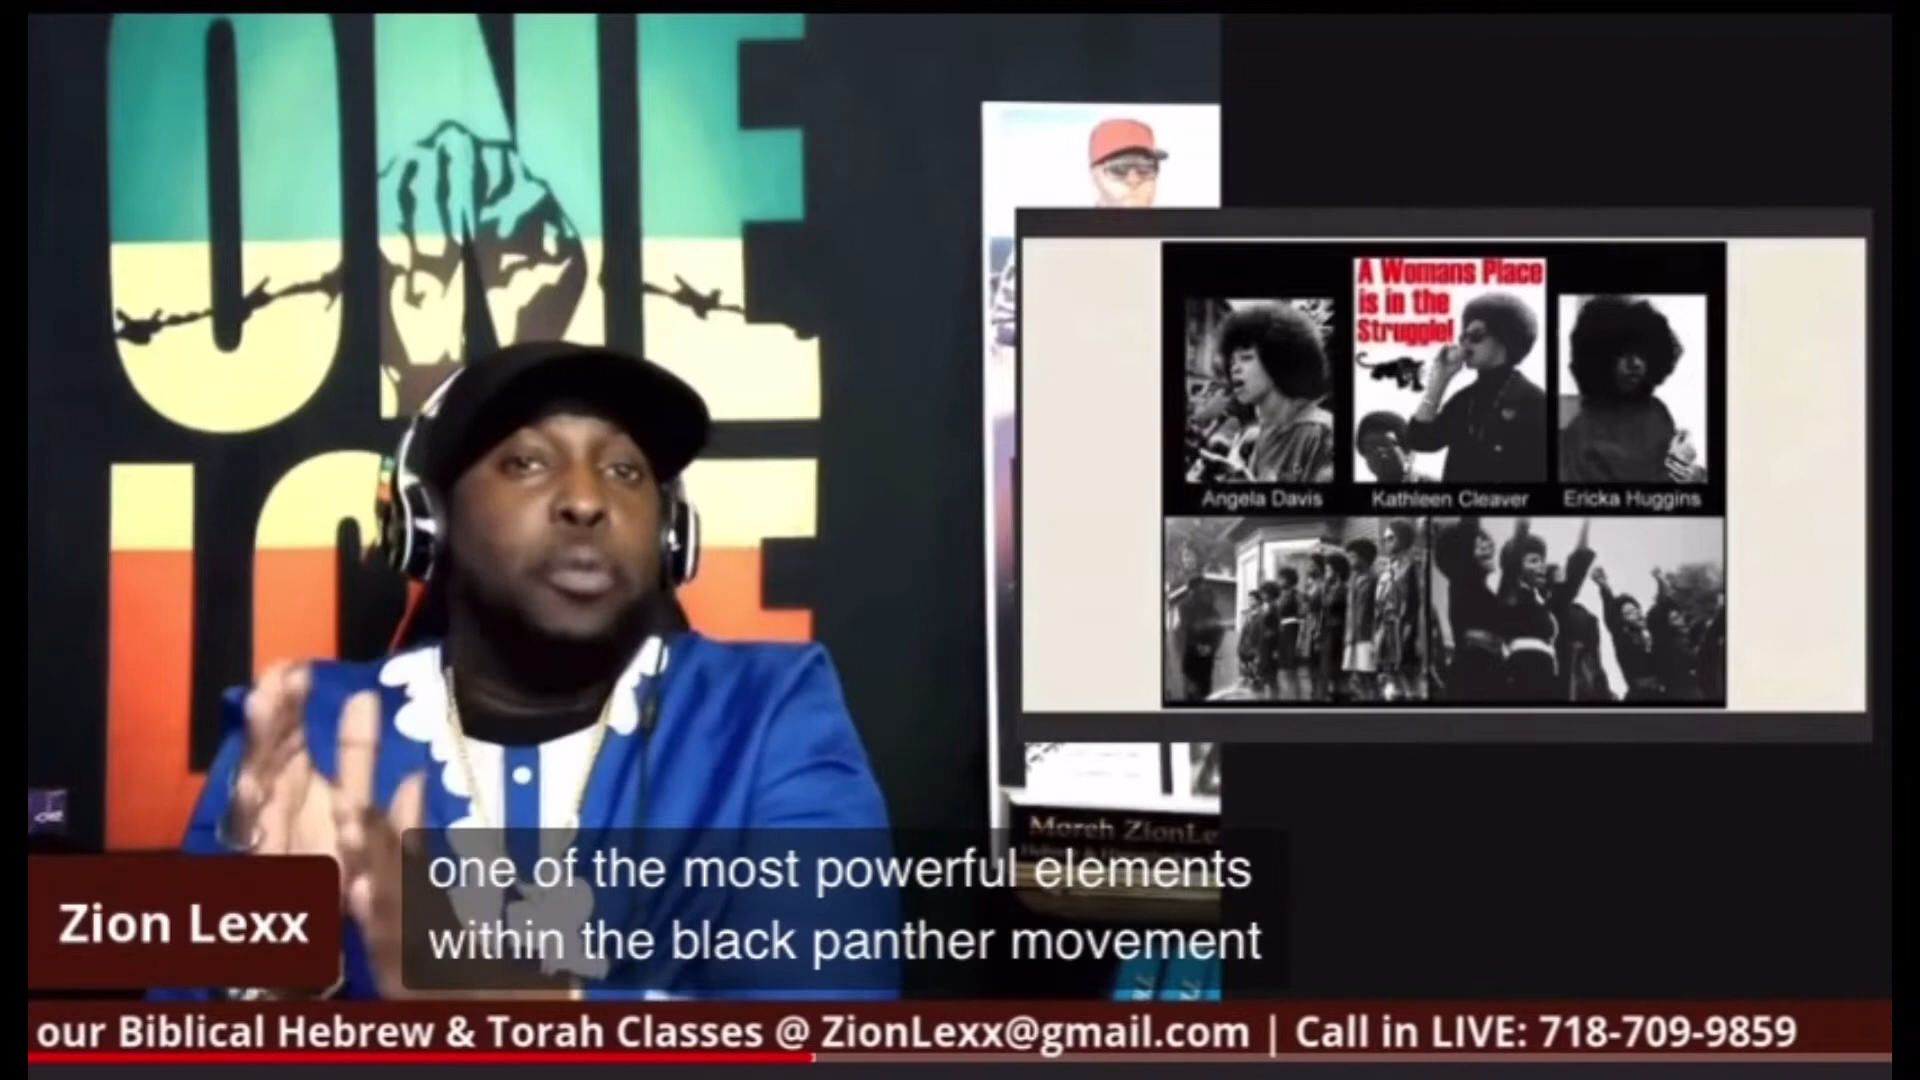 ONE
A Womans Place
is in the
Struggle!
Angela Davis
Kathleen Cleaver
Ericka Huggins
Moreh ZionLe
one of the most powerful elements
within the black panther movement
Zion Lexx
our Biblical Hebrew & Torah Classes @ ZionLexx@gmail.com | Call in LIVE: 718-709-9859